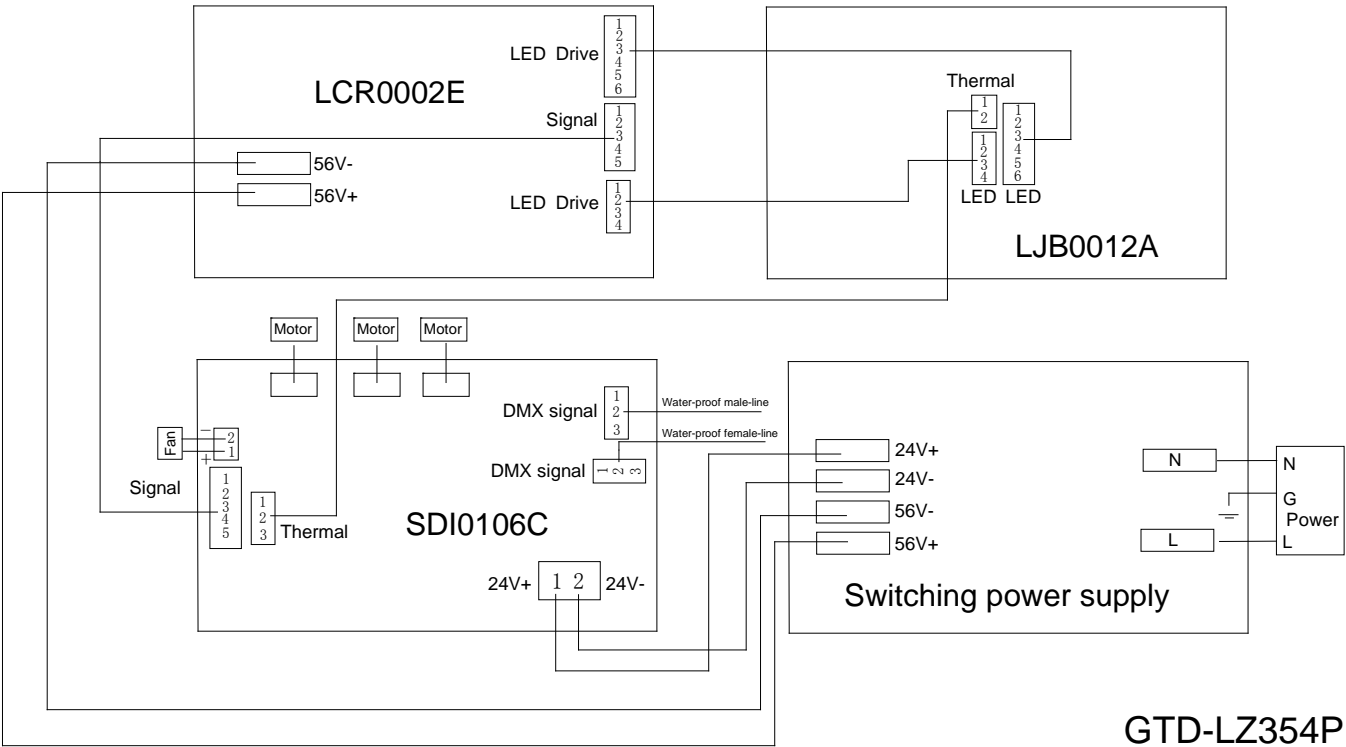 LED Drive
1
2
3
4
5
6
LCR0002E
Signal
1
2
3
4
5
56V-
56V+
LED Drive
1
2
3
4
Thermal
1
2
1
2
3
4
1
2
3
4
5
6
LED LED
LJB0012A
Motor Motor Motor
DMX signal
1
2
3
Water-proof male-line
Water-proof female-line
DMX signal
1 2 3
Fan
−
+
2
1
Signal
1
2
3
4
5
1
2
3
Thermal
SDI0106C
24V+ 1 2 24V-
24V+
24V-
56V-
56V+
Switching power supply
N
L
N
G
Power
L
GTD-LZ354P